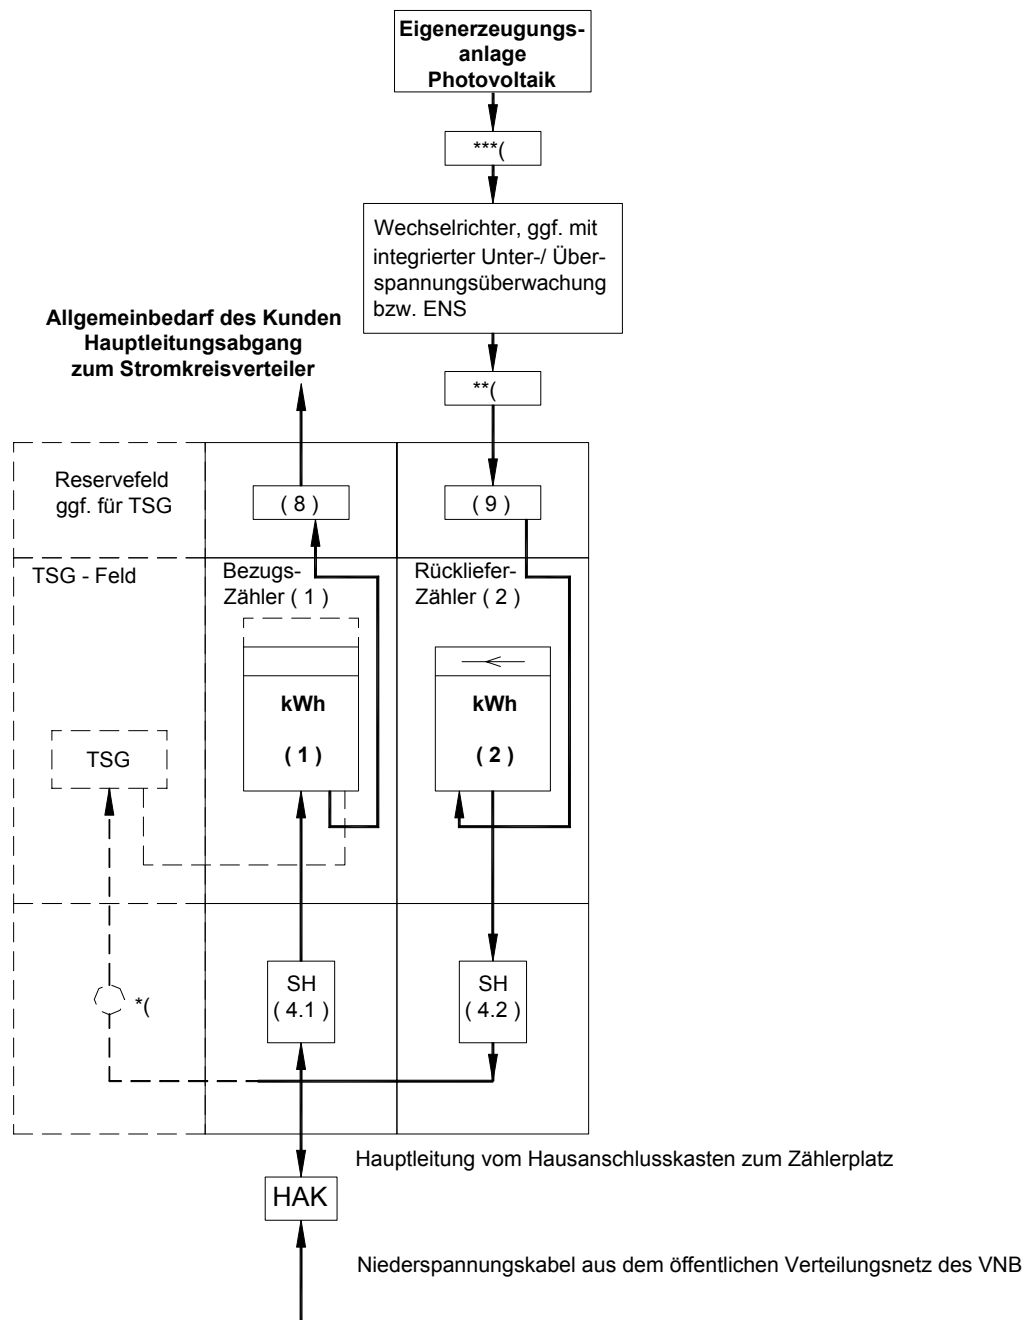 Eigenerzeugungs-
anlage
Photovoltaik
***(
Wechselrichter, ggf. mit
integrierter Unter-/ Über-
spannungsüberwachung
bzw. ENS
Allgemeinbedarf des Kunden
Hauptleitungsabgang
zum Stromkreisverteiler
**(
Reservefeld
ggf. für TSG
( 8 )
( 9 )
TSG - Feld
Bezugs-
Zähler ( 1 )
Rückliefer-
Zähler ( 2 )
kWh
( 1 )
kWh
( 2 )
TSG
*(
SH
( 4.1 )
SH
( 4.2 )
Hauptleitung vom Hausanschlusskasten zum Zählerplatz
HAK
Niederspannungskabel aus dem öffentlichen Verteilungsnetz des VNB